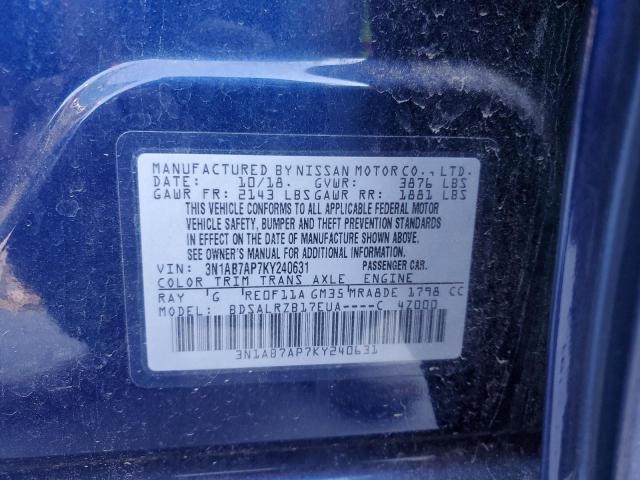 MANUFACTURED BY NISSAN MOTOR CO., LTD.
DATE: 10/18. GVWR: 3876 LBS
GAWR FR: 2143 LBS GAWR RR: 1881 LBS
THIS VEHICLE CONFORMS TO ALL APPLICABLE FEDERAL MOTOR
VEHICLE SAFETY, BUMPER AND THEFT PREVENTION STANDARDS
IN EFFECT ON THE DATE OF MANUFACTURE SHOWN ABOVE.
SEE OWNER'S MANUAL FOR ADDITIONAL INFORMATION.
VIN: 3N1AB7AP7KY240631 PASSENGER CAR.
COLOR TRIM TRANS AXLE ENGINE
RAY G RE0F11A GM35 MRA8DE 1798 CC
MODEL: BDSALRZB17EUA----C 47000
3N1AB7AP7KY240631